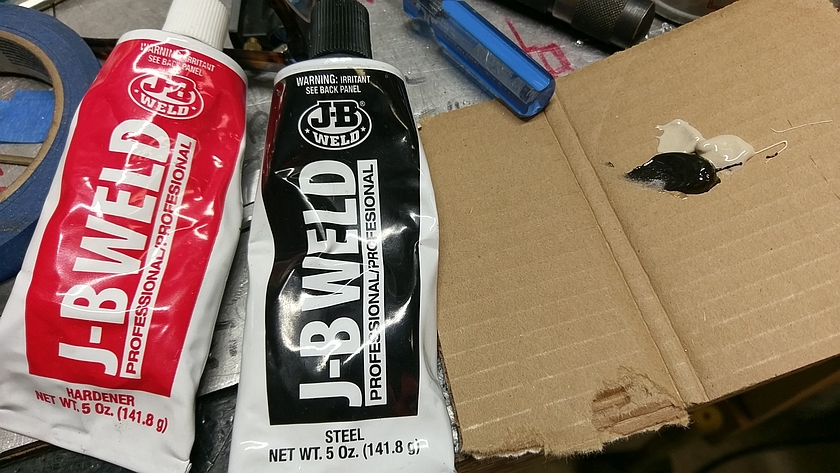 WARNING: IRRITANT
SEE BACK PANEL
J-B
WELD
J-B WELD
PROFESSIONAL/PROFESIONAL
HARDENER
NET WT. 5 Oz. (141.8 g)
WARNING: IRRITANT
SEE BACK PANEL
J-B®
WELD
J-B WELD
PROFESSIONAL/PROFESIONAL
STEEL
NET WT. 5 Oz. (141.8 g)